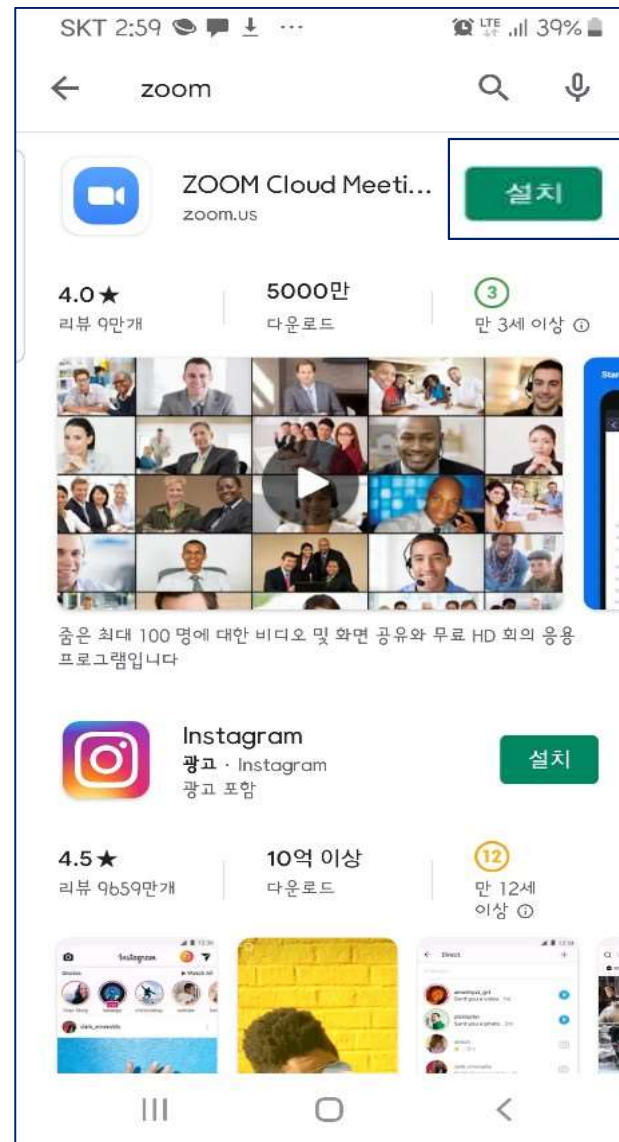 SKT 2:59
LTE
39%
zoom
ZOOM Cloud Meeti...
zoom.us
설치
4.0★
리뷰 9만개
5000만
다운로드
3
만 3세 이상
Star
줌은 최대 100 명에 대한 비디오 및 화면 공유와 무료 HD 회의 응용
프로그램입니다
Instagram
광고 · Instagram
광고 포함
설치
4.5★
리뷰 9659만개
10억 이상
다운로드
12
만 12세
이상
Instagram
Direct